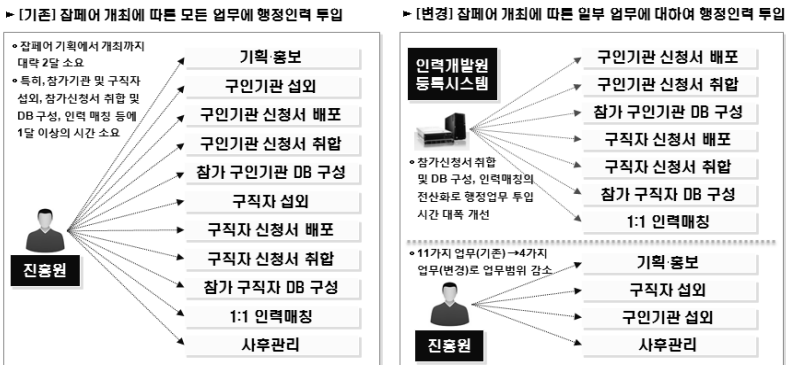 ► [기존] 잡페어 개최에 따른 모든 업무에 행정인력 투입
∘ 잡페어 기획에서 개최까지
대략 2달 소요
∘ 특히,참가기관 및 구직자
섭외, 참가신청서 취합 및
DB 구성, 인력 매칭 등에
1달 이상의 시간 소요
진흥원
기획·홍보
구인기관 섭외
구인기관 신청서 배포
구인기관 신청서 취합
참가 구인기관 DB 구성
구직자 섭외
구직자 신청서 배포
구직자 신청서 취합
참가 구직자 DB 구성
1:1 인력매칭
사후관리
► [변경] 잡페어 개최에 따른 일부 업무에 대하여 행정인력 투입
인력개발원
등록시스템
∘ 참가신청서 취합
및 DB 구성, 인력매칭의
전산화로 행정업무 투입
시간 대폭 개선
구인기관 신청서 배포
구인기관 신청서 취합
참가 구인기관 DB 구성
구직자 신청서 배포
구직자 신청서 취합
참가 구직자 DB 구성
1:1 인력매칭
∘ 11가지 업무(기존)→4가지
업무(변경)로 업무범위 감소
진흥원
기획·홍보
구직자 섭외
구인기관 섭외
사후관리